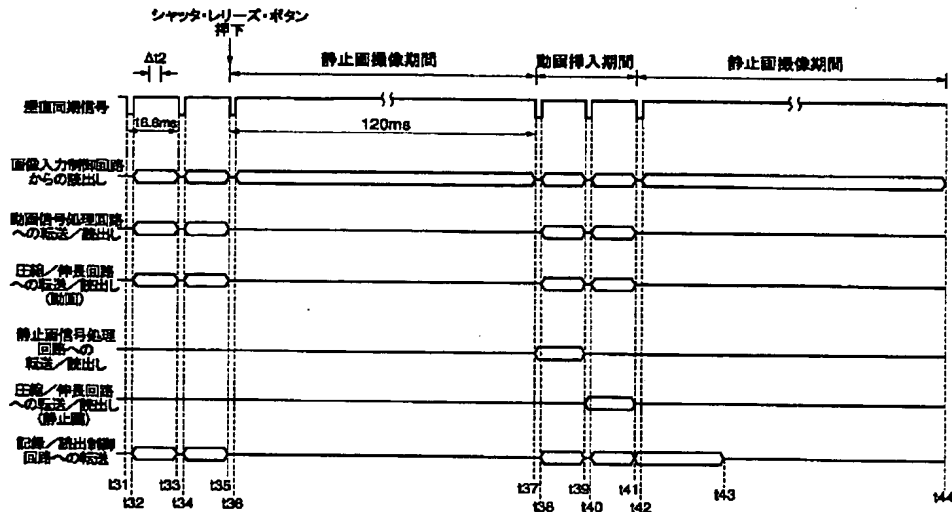 シャッタ・レリーズ・ボタン
押下
Δt2
静止画撮像期間
動画挿入期間
静止画撮像期間
垂直同期信号
16.6ms
120ms
画像入力制御回路
からの読出し
動画信号処理回路
への転送/読出し
圧縮/伸長回路
への転送/読出し
(動画)
静止画信号処理
回路への
転送/読出し
圧縮/伸長回路
への転送/読出し
(静止画)
記録/読出制御
回路への転送
t31
t32
t33
t34
t35
t36
t37
t38
t39
t40
t41
t42
t43
t44